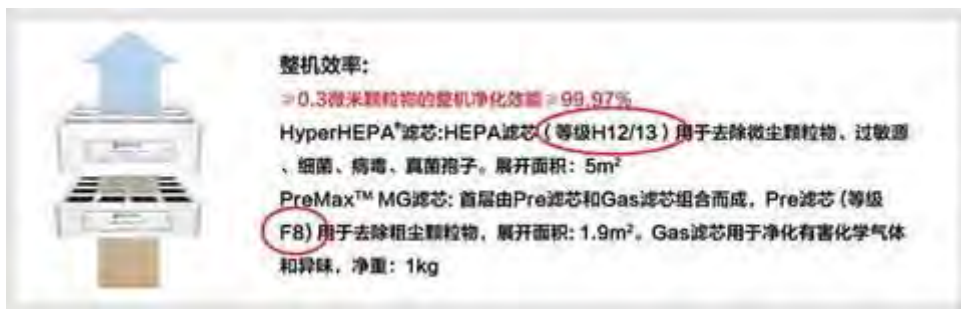 整机效率:
≥0.3微米颗粒物的整机净化效能≥99.97%
HyperHEPA®滤芯:HEPA滤芯(等级H12/13)用于去除微尘颗粒物、过敏源
、细菌、病毒、真菌孢子。展开面积: 5m²
PreMax™ MG滤芯: 首层由Pre滤芯和Gas滤芯组合而成, Pre滤芯 (等级
F8) 用于去除粗尘颗粒物, 展开面积: 1.9m²。Gas滤芯用于净化有害化学气体
和异味, 净重: 1kg